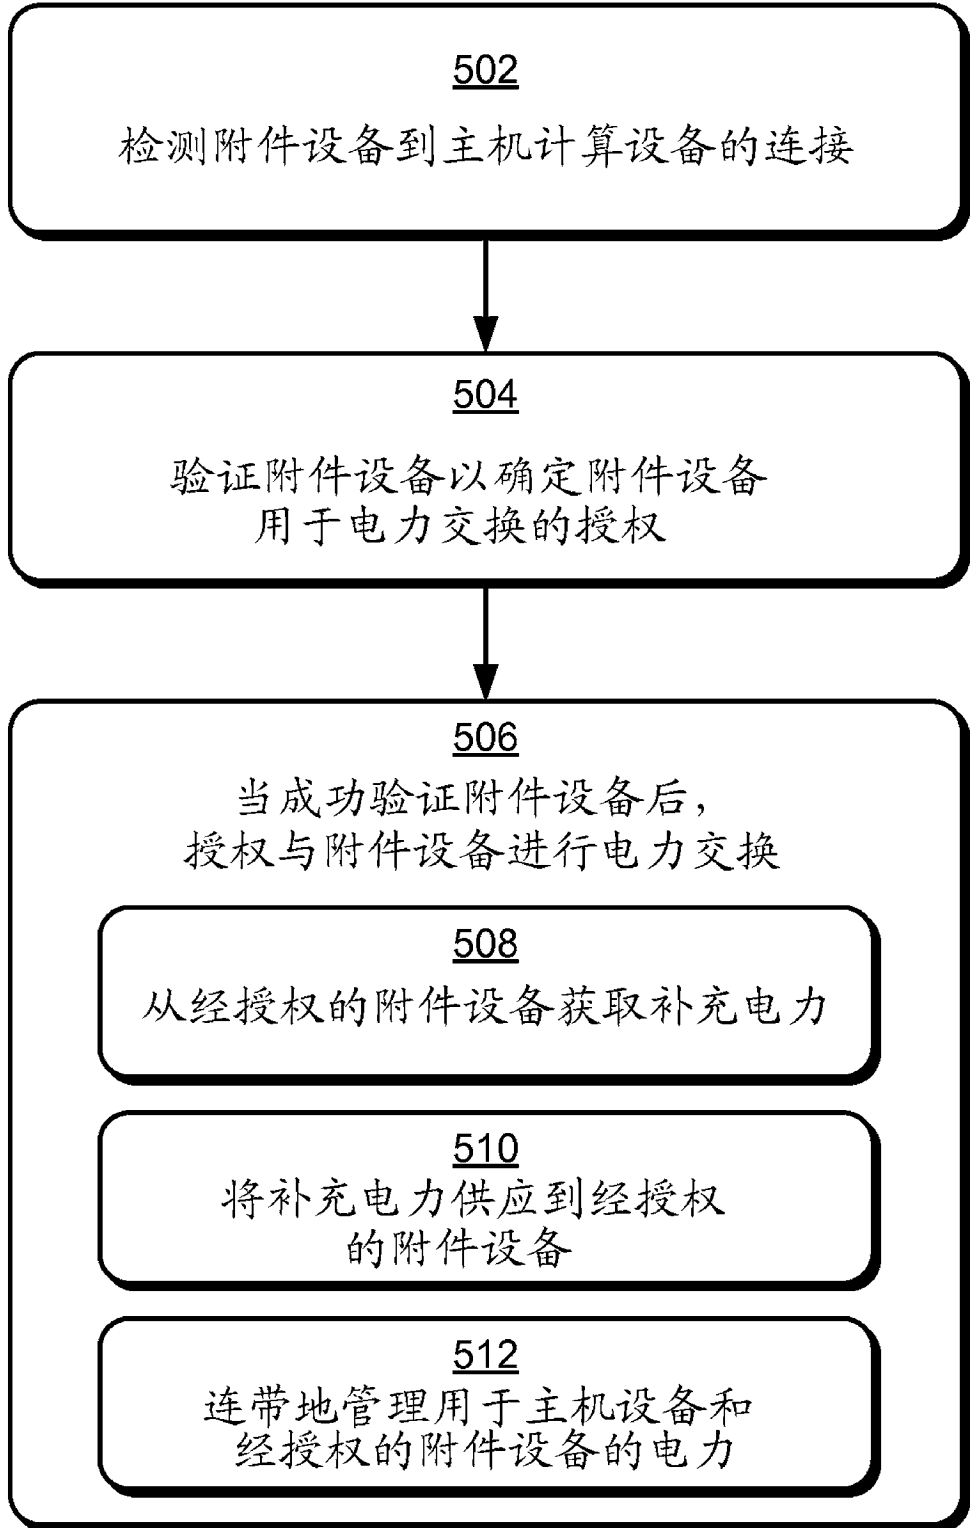 502
检测附件设备到主机计算设备的连接
504
验证附件设备以确定附件设备
用于电力交换的授权
506
当成功验证附件设备后，
授权与附件设备进行电力交换
508
从经授权的附件设备获取补充电力
510
将补充电力供应到经授权
的附件设备
512
连带地管理用于主机设备和
经授权的附件设备的电力